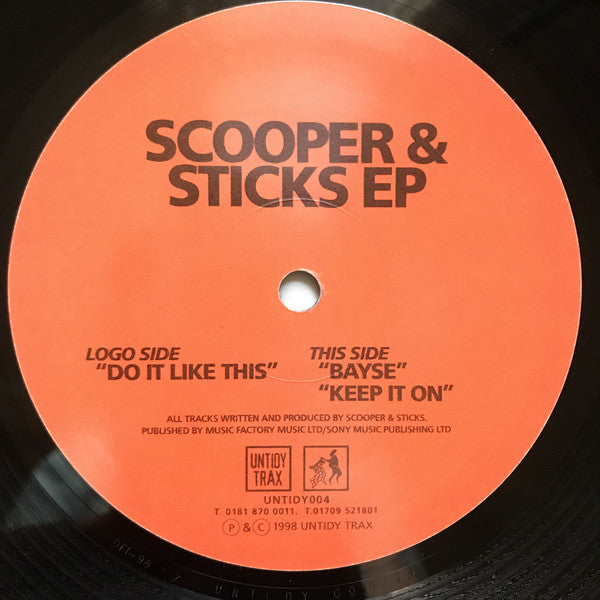 SCOOPER &
STICKS EP
LOGO SIDE
"DO IT LIKE THIS"
THIS SIDE
"BAYSE"
"KEEP IT ON"
ALL TRACKS WRITTEN AND PRODUCED BY SCOOPER & STICKS.
PUBLISHED BY MUSIC FACTORY MUSIC LTD/SONY MUSIC PUBLISHING LTD
UNTIDY
TRAX
UNTIDY004
T. 0181 870 0011. T.01709 521801
Ⓟ & © 1998 UNTIDY TRAX